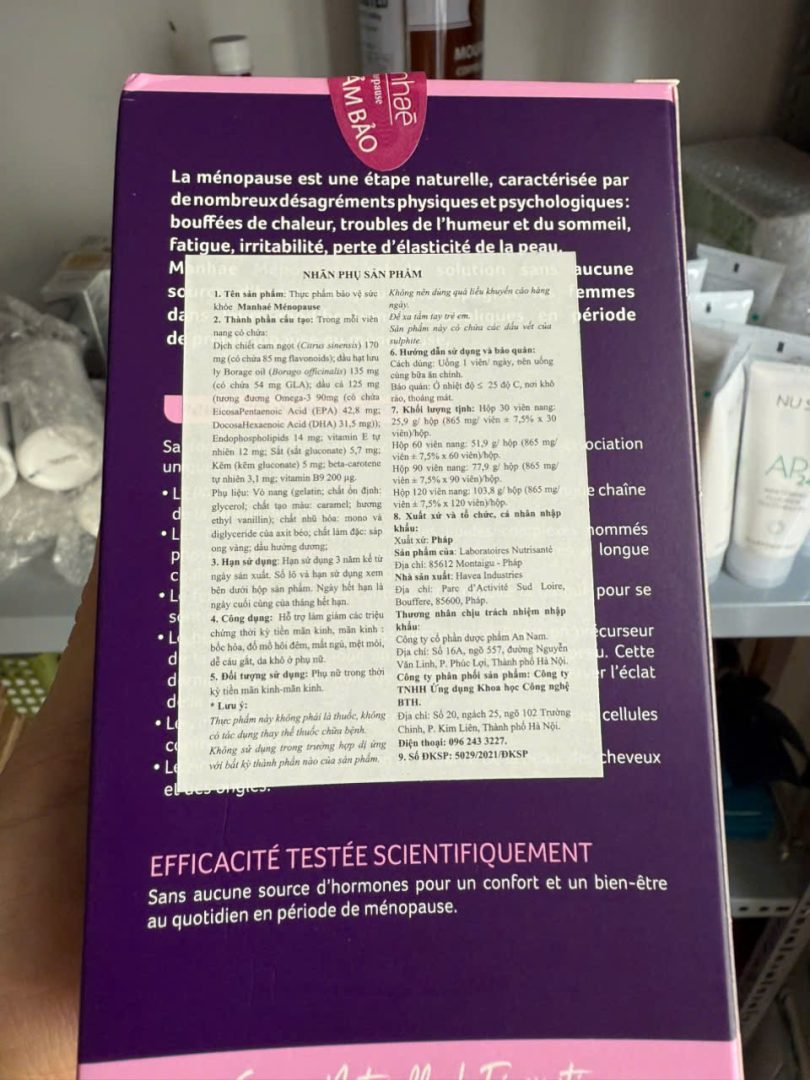 MOU
nhaë
nopause
ẢM BẢO
La ménopause est une étape naturelle, caractérisée par
de nombreux désagréments physiques et psychologiques :
bouffées de chaleur, troubles de l'humeur et du sommeil,
fatigue, irritabilité, perte d'élasticité de la peau.
aucune
femmes
période
NHÃN PHỤ SẢN PHẨM
1. Tên sản phẩm: Thực phẩm bảo vệ sức
khỏe Manhaé Ménopause
2. Thành phần cấu tạo: Trong mỗi viên
nang có chứa:
Dịch chiết cam ngọt (Citrus sinensis) 170
mg (có chứa 85 mg flavonoids); dầu hạt lưu
ly Borage oil (Borago officinalis) 135 mg
(có chứa 54 mg GLA); dầu cá 125 mg
(tương đương Omega-3 90mg (có chứa
EicosaPentaenoic Acid (EPA) 42,8 mg;
DocosaHexaenoic Acid (DHA) 31,5 mg));
Endophospholipids 14 mg; vitamin E tự
nhiên 12 mg; Sắt (sắt gluconate) 5,7 mg;
Kẽm (kẽm gluconate) 5 mg; beta-carotene
tự nhiên 3,1 mg; vitamin B9 200 µg.
Phụ liệu: Vỏ nang (gelatin; chất ổn định:
glycerol; chất tạo màu: caramel; hương
ethyl vanillin); chất nhũ hóa: mono và
diglyceride của axit béo; chất làm đặc: sáp
ong vàng; dầu hướng dương;
3. Hạn sử dụng: Hạn sử dụng 3 năm kể từ
ngày sản xuất. Số lô và hạn sử dụng xem
bên dưới hộp sản phẩm. Ngày hết hạn là
ngày cuối cùng của tháng hết hạn.
4. Công dụng: Hỗ trợ làm giảm các triệu
chứng thời kỳ tiền mãn kinh, mãn kinh :
bốc hỏa, đổ mồ hôi đêm, mất ngủ, mệt mỏi,
dễ cáu gắt, da khô ở phụ nữ.
5. Đối tượng sử dụng: Phụ nữ trong thời
kỳ tiền mãn kinh-mãn kinh.
* Lưu ý:
Thực phẩm này không phải là thuốc, không
có tác dụng thay thế thuốc chữa bệnh.
Không sử dụng trong trường hợp dị ứng
với bất kỳ thành phần nào của sản phẩm.
Không nên dùng quá liều khuyến cáo hàng
ngày.
Để xa tầm tay trẻ em.
Sản phẩm này có chứa các dấu vết của
sulphite.
6. Hướng dẫn sử dụng và bảo quản:
Cách dùng: Uống 1 viên/ ngày, nên uống
cùng bữa ăn chính.
Bảo quản: Ở nhiệt độ ≤ 25 độ C, nơi khô
ráo, thoáng mát.
7. Khối lượng tịnh: Hộp 30 viên nang:
25,9 g/ hộp (865 mg/ viên ± 7,5% x 30
viên)/hộp.
Hộp 60 viên nang: 51,9 g/ hộp (865 mg/
viên ± 7,5% x 60 viên)/hộp.
Hộp 90 viên nang: 77,9 g/ hộp (865 mg/
viên ± 7,5% x 90 viên)/hộp.
Hộp 120 viên nang: 103,8 g/ hộp (865 mg/
viên ± 7,5% x 120 viên)/hộp.
8. Xuất xứ và tổ chức, cá nhân nhập
khẩu:
Xuất xứ: Pháp
Sản phẩm của: Laboratoires Nutrisanté
Địa chỉ: 85612 Montaigu - Pháp
Nhà sản xuất: Havea Industries
Địa chỉ: Parc d'Activité Sud Loire,
Bouffere, 85600, Pháp.
Thương nhân chịu trách nhiệm nhập
khẩu:
Công ty cổ phần dược phẩm An Nam.
Địa chỉ: Số 16A, ngõ 557, đường Nguyễn
Văn Linh, P. Phúc Lợi, Thành phố Hà Nội.
Công ty phân phối sản phẩm: Công ty
TNHH Ứng dụng Khoa học Công nghệ
BTH.
Địa chỉ: Số 20, ngách 25, ngõ 102 Trường
Chinh, P. Kim Liên, Thành phố Hà Nội.
Điện thoại: 096 243 3227.
9. Số ĐKSP: 5029/2021/ĐKSP
ociation
e chaîne
nommés
longue
pour se
récurseur
u. Cette
er l'éclat
cellules
cheveux
EFFICACITÉ TESTÉE SCIENTIFIQUEMENT
Sans aucune source d'hormones pour un confort et un bien-être
au quotidien en période de ménopause.
NU S
AP
24